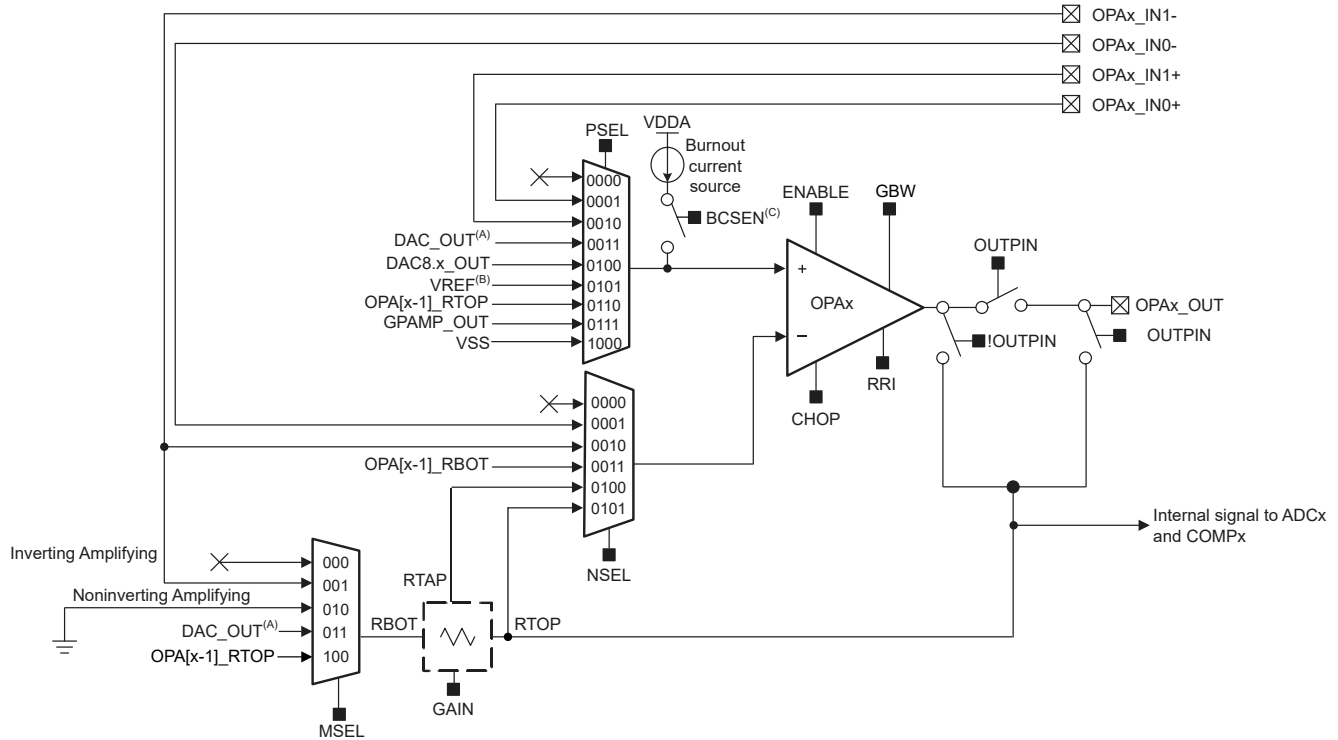 OPAx_IN1-
OPAx_IN0-
OPAx_IN1+
OPAx_IN0+
VDDA
PSEL
Burnout
current
source
ENABLE
GBW
0000
0001
0010
BCSEN(C)
DAC_OUT(A)
0011
DAC8.x_OUT
0100
VREF(B)
0101
OPA[x-1]_RTOP
0110
GPAMP_OUT
0111
VSS
1000
+
OPAx
−
OUTPIN
OPAx_OUT
!OUTPIN
OUTPIN
RRI
CHOP
0000
0001
0010
OPA[x-1]_RBOT
0011
0100
0101
NSEL
Internal signal to ADCx
and COMPx
Inverting Amplifying
000
001
Noninverting Amplifying
010
DAC_OUT(A)
011
OPA[x-1]_RTOP
100
MSEL
RTAP
RBOT
RTOP
GAIN